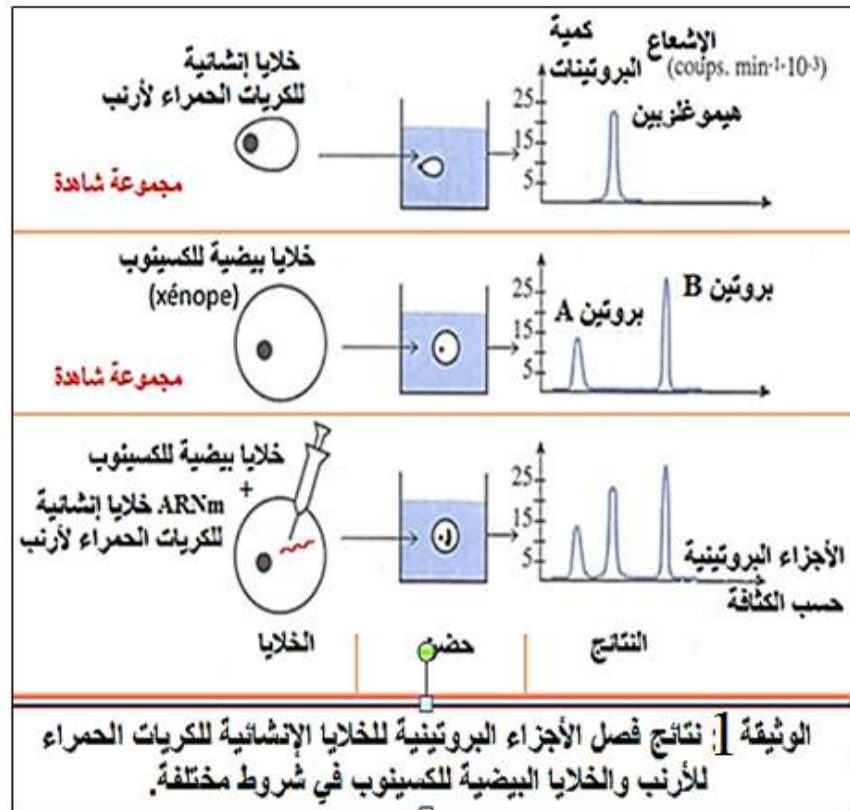 خلايا إنشائية
للكريات الحمراء لأرنب
مجموعة شاهدة
كمية
البروتينات
الإشعاع
(coups. min⁻¹·10⁻³)
25
15
5
هيموغلوبين
خلايا بيضية للكسينوب
(xénope)
مجموعة شاهدة
25
15
5
بروتين A
بروتين B
خلايا بيضية للكسينوب
+
ARNm خلايا إنشائية
للكريات الحمراء لأرنب
25
15
5
الأجزاء البروتينية
حسب الكثافة
الخلايا
حضن
النتائج
الوثيقة 1: نتائج فصل الأجزاء البروتينية للخلايا الإنشائية للكريات الحمراء
للأرنب والخلايا البيضية للكسينوب في شروط مختلفة.